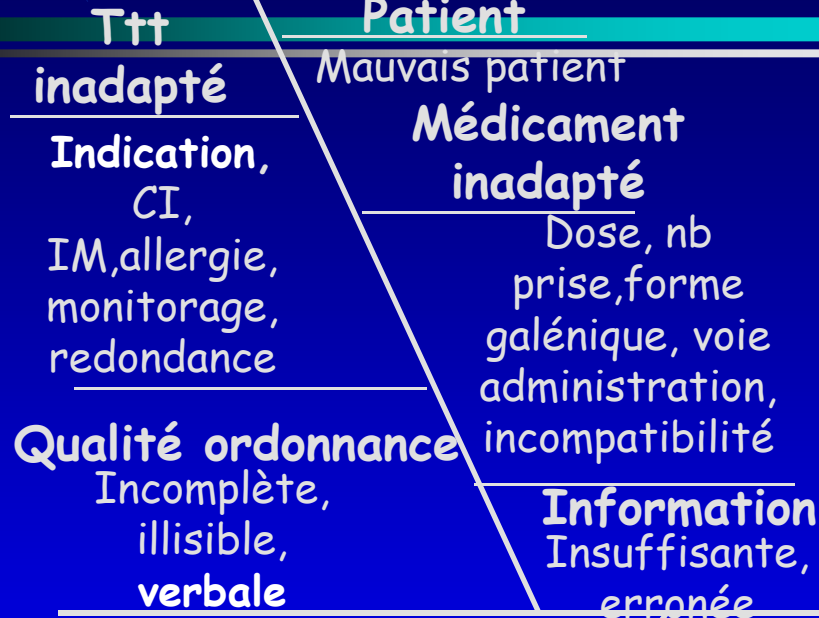 Ttt
inadapté
Indication,
CI,
IM,allergie,
monitorage,
redondance
Qualité ordonnance
Incomplète,
illisible,
verbale
Patient
Mauvais patient
Médicament
inadapté
Dose, nb
prise,forme
galénique, voie
administration,
incompatibilité
Information
Insuffisante,
erronée